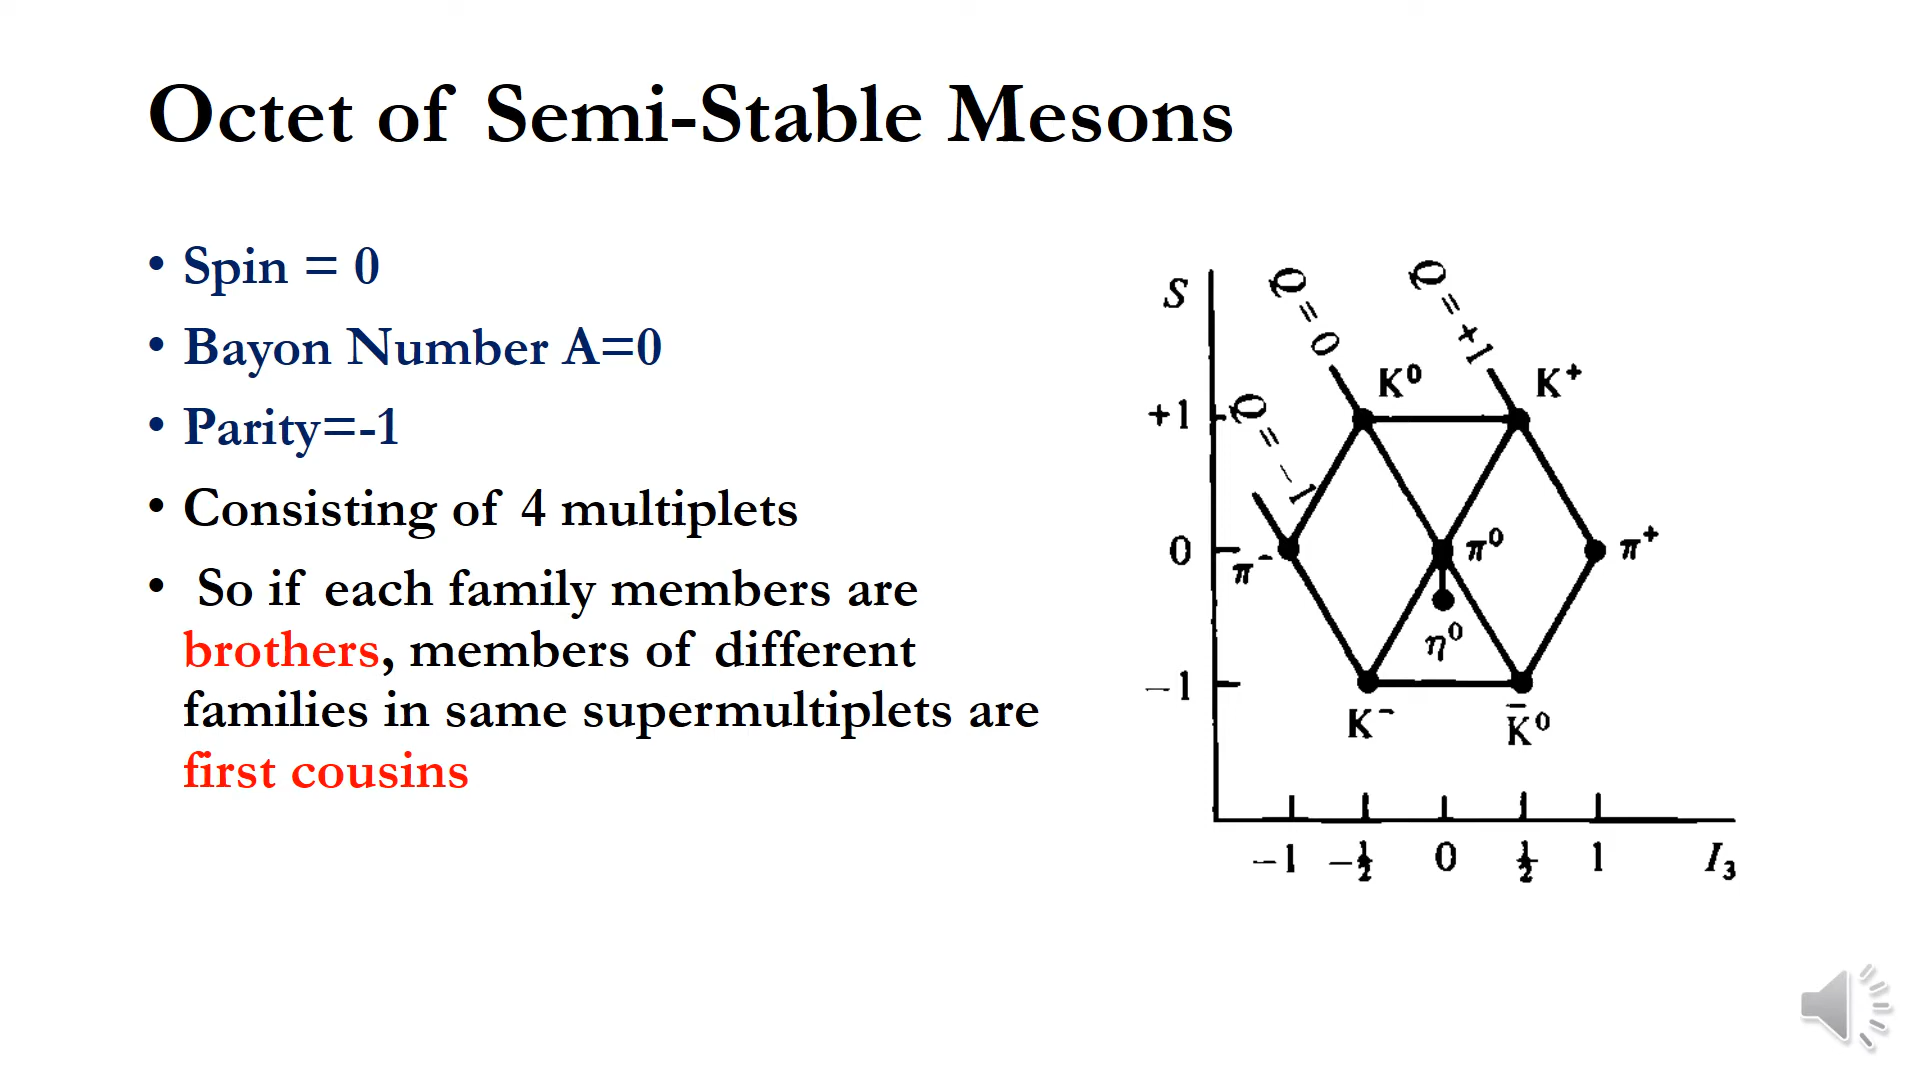 Octet of Semi-Stable Mesons
• Spin = 0
• Bayon Number A=0
• Parity=-1
• Consisting of 4 multiplets
• So if each family members are
brothers, members of different
families in same supermultiplets are
first cousins
S
Q = 0
Q = +1
Q = -1
K⁰
K⁺
+1
0
π⁻
π⁰
π⁺
η⁰
-1
K⁻
K̄⁰
-1 -½ 0 ½ 1 I₃